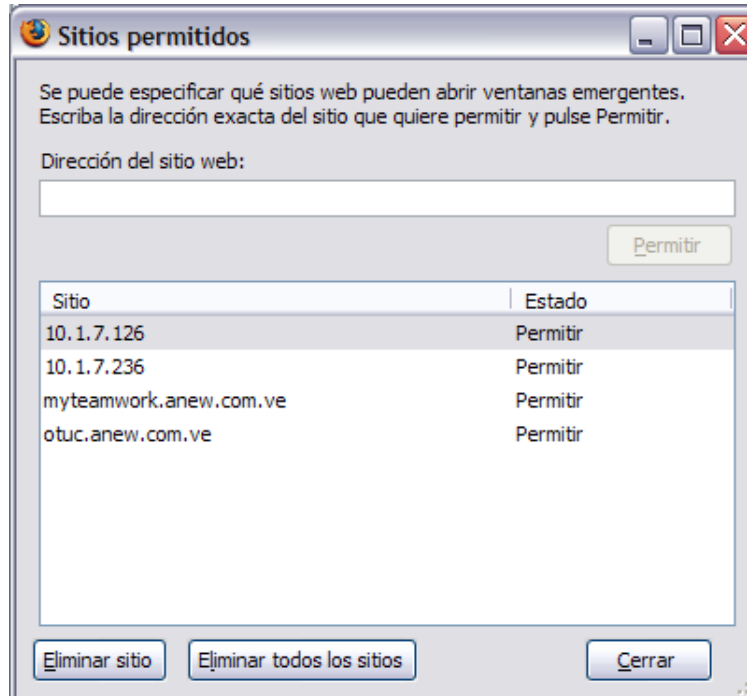 Sitios permitidos
Se puede especificar qué sitios web pueden abrir ventanas emergentes.
Escriba la dirección exacta del sitio que quiere permitir y pulse Permitir.
Dirección del sitio web:
Permitir
Sitio Estado
10.1.7.126 Permitir
10.1.7.236 Permitir
myteamwork.anew.com.ve Permitir
otuc.anew.com.ve Permitir
Eliminar sitio Eliminar todos los sitios Cerrar